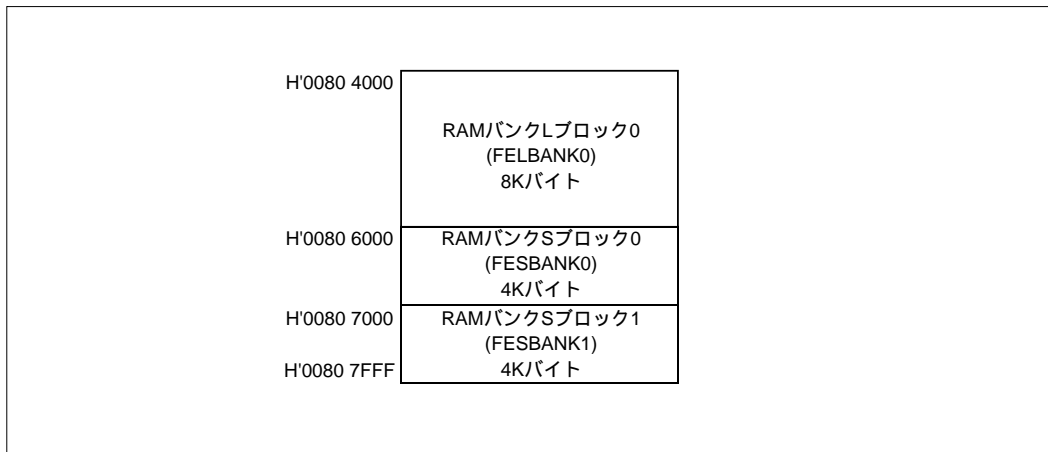 H'0080 4000
RAMバンクLブロック0
(FELBANK0)
8Kバイト
H'0080 6000
RAMバンクSブロック0
(FESBANK0)
4Kバイト
H'0080 7000
RAMバンクSブロック1
(FESBANK1)
H'0080 7FFF
4Kバイト